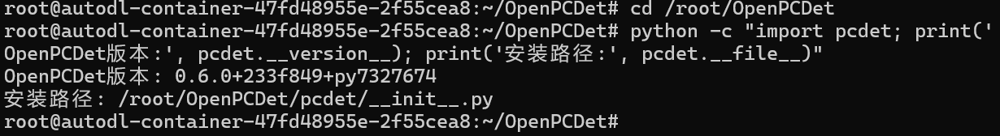 root@autodl-container-47fd48955e-2f55cea8:~/OpenPCDet# cd /root/OpenPCDet
root@autodl-container-47fd48955e-2f55cea8:~/OpenPCDet# python -c "import pcdet; print('
OpenPCDet版本:', pcdet.__version__); print('安装路径:', pcdet.__file__)"
OpenPCDet版本: 0.6.0+233f849+py7327674
安装路径: /root/OpenPCDet/pcdet/__init__.py
root@autodl-container-47fd48955e-2f55cea8:~/OpenPCDet#